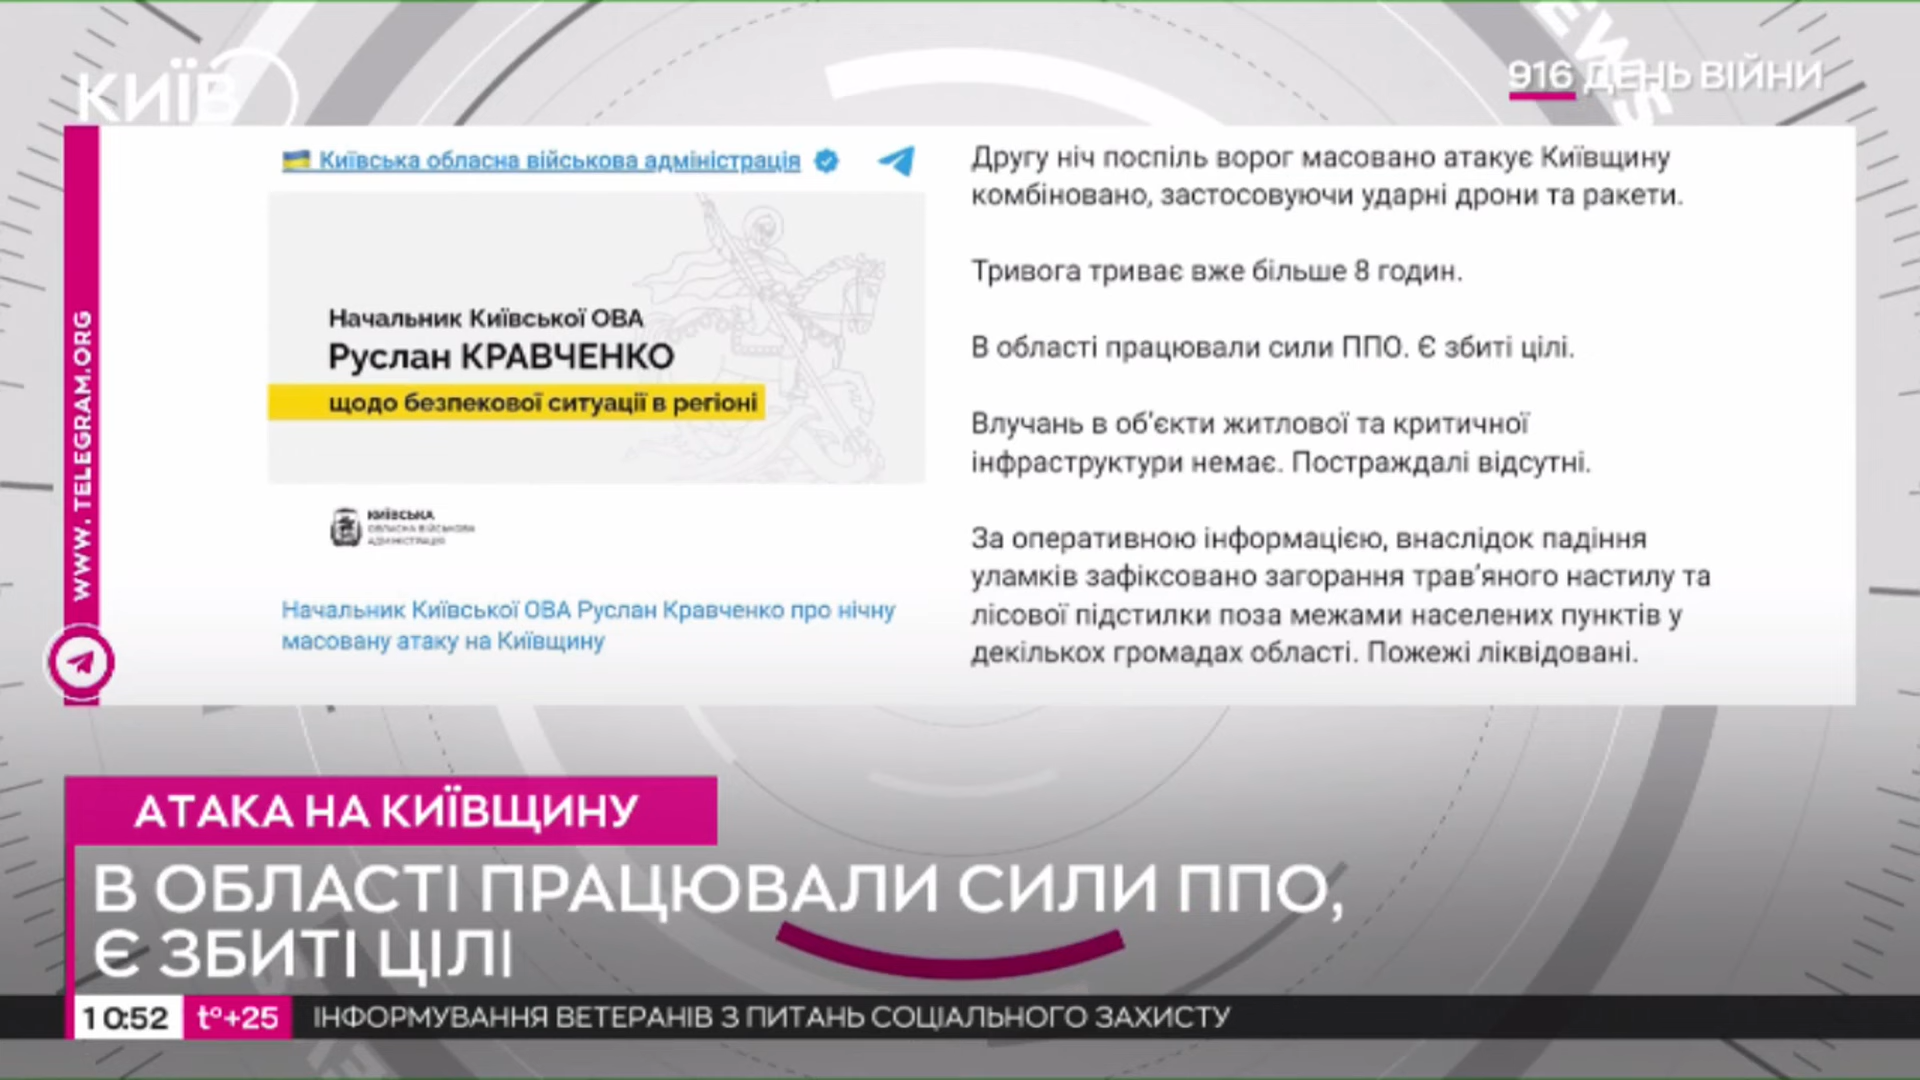 КИЇВ
916 ДЕНЬ ВІЙНИ
NEWS
WWW. TELEGRAM.ORG
Київська обласна військова адміністрація
Начальник Київської ОВА
Руслан КРАВЧЕНКО
щодо безпекової ситуації в регіоні
КИЇВСЬКА
ОБЛАСНА ВІЙСЬКОВА
АДМІНІСТРАЦІЯ
Начальник Київської ОВА Руслан Кравченко про нічну
масовану атаку на Київщину
Другу ніч поспіль ворог масовано атакує Київщину
комбіновано, застосовуючи ударні дрони та ракети.
Тривога триває вже більше 8 годин.
В області працювали сили ППО. Є збиті цілі.
Влучань в об’єкти житлової та критичної
інфраструктури немає. Постраждалі відсутні.
За оперативною інформацією, внаслідок падіння
уламків зафіксовано загорання трав’яного настилу та
лісової підстилки поза межами населених пунктів у
декількох громадах області. Пожежі ліквідовані.
АТАКА НА КИЇВЩИНУ
В ОБЛАСТІ ПРАЦЮВАЛИ СИЛИ ППО,
Є ЗБИТІ ЦІЛІ
10:52 t°+25 ІНФОРМУВАННЯ ВЕТЕРАНІВ З ПИТАНЬ СОЦІАЛЬНОГО ЗАХИСТУ